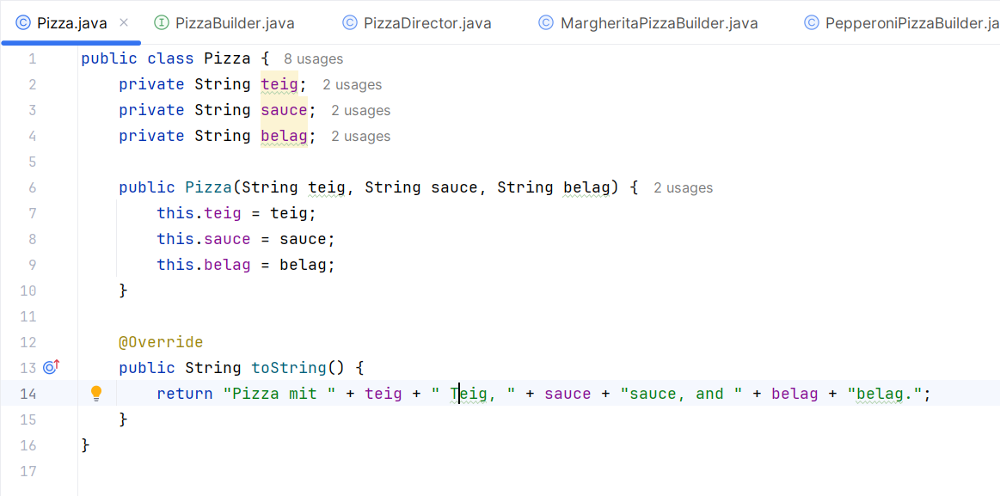 Pizza.java × PizzaBuilder.java PizzaDirector.java MargheritaPizzaBuilder.java PepperoniPizzaBuilder.ja
1 public class Pizza { 8 usages
2 private String teig; 2 usages
3 private String sauce; 2 usages
4 private String belag; 2 usages
5
6 public Pizza(String teig, String sauce, String belag) { 2 usages
7 this.teig = teig;
8 this.sauce = sauce;
9 this.belag = belag;
10 }
11
12 @Override
13 public String toString() {
14 return "Pizza mit " + teig + " Teig, " + sauce + "sauce, and " + belag + "belag.";
15 }
16 }
17